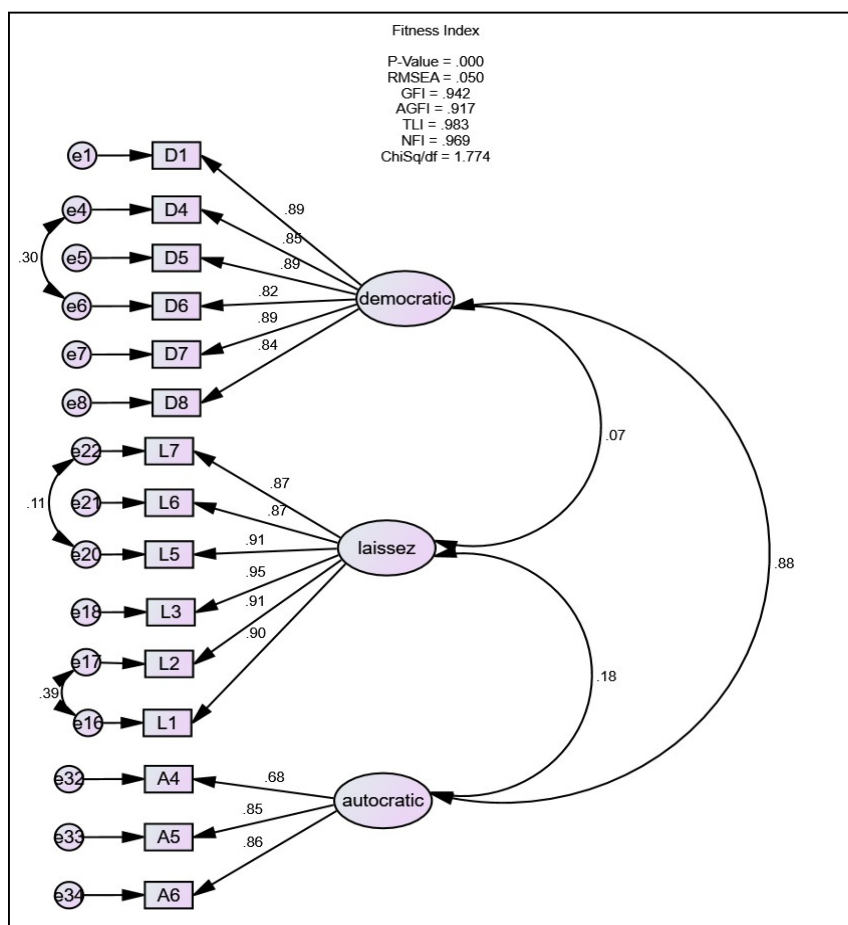 Fitness Index
P-Value = .000
RMSEA = .050
GFI = .942
AGFI = .917
TLI = .983
NFI = .969
ChiSq/df = 1.774
e1 D1 .89
e4 D4 .85
.30 e5 D5 .89
e6 D6 .82 democratic
e7 D7 .89
e8 D8 .84
.07
e22 L7 .87
.11 e21 L6 .87
e20 L5 .91 laissez
.88
e18 L3 .95
e17 L2 .91
.39 e16 L1 .90
.18
e32 A4 .68
e33 A5 .85 autocratic
e34 A6 .86